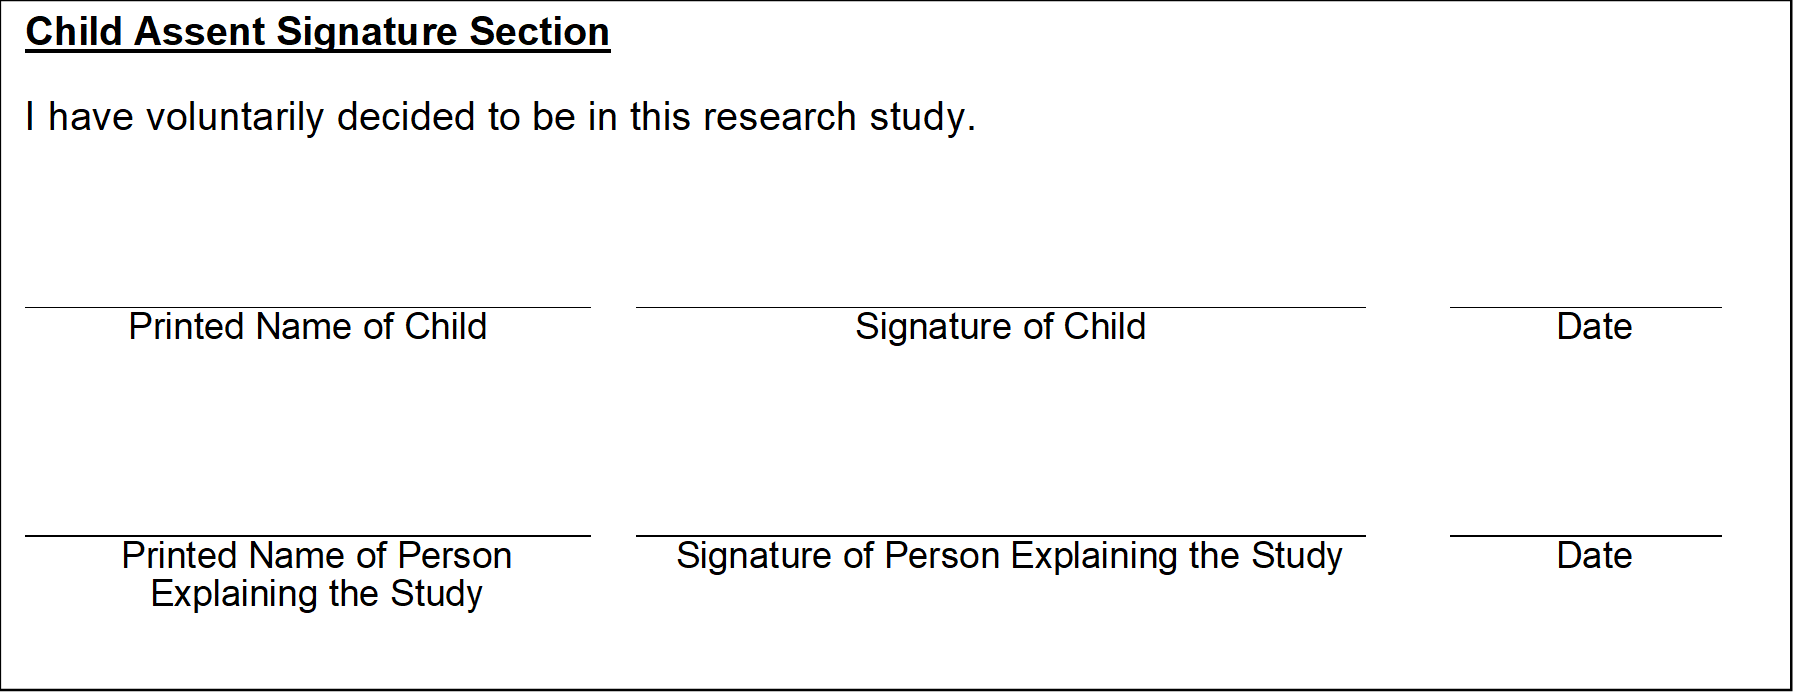 Child Assent Signature Section
I have voluntarily decided to be in this research study.
Printed Name of Child Signature of Child Date
Printed Name of Person Signature of Person Explaining the Study Date
Explaining the Study